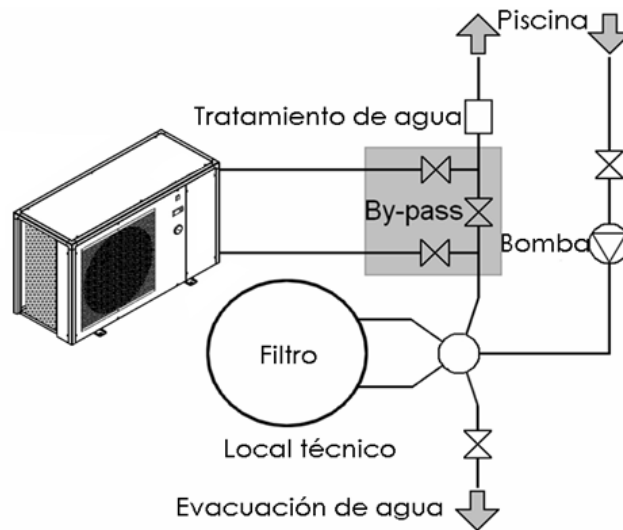 Piscina
Tratamiento de agua
By-pass
Bomba
Filtro
Local técnico
Evacuación de agua